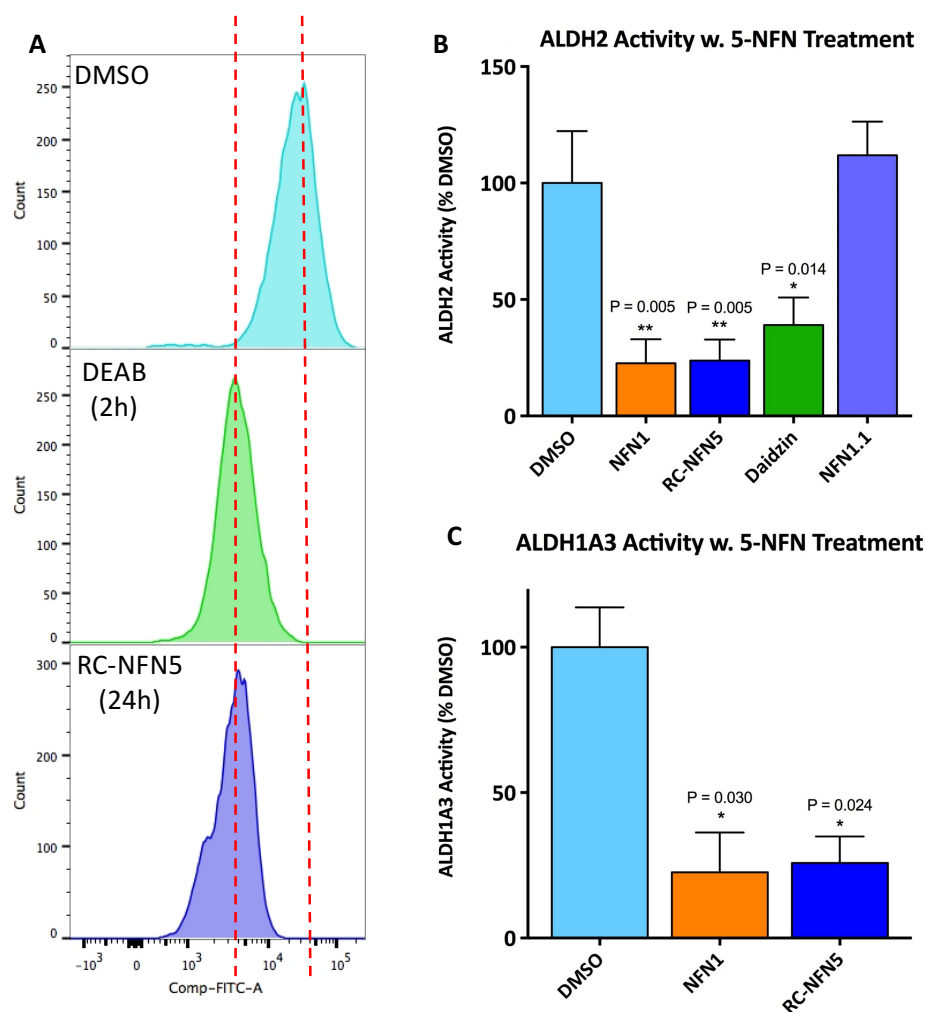 A
DMSO
250
200
150
100
50
0
Count
DEAB
(2h)
250
200
150
100
50
0
Count
RC-NFN5
(24h)
300
200
100
0
Count
-10³ 0 10³ 10⁴ 10⁵
Comp-FITC-A
B
ALDH2 Activity w. 5-NFN Treatment
ALDH2 Activity (% DMSO)
150
100
50
0
P = 0.005
**
P = 0.005
**
P = 0.014
*
DMSO
NFN1
RC-NFN5
Daidzin
NFN1.1
C
ALDH1A3 Activity w. 5-NFN Treatment
ALDH1A3 Activity (% DMSO)
100
50
0
P = 0.030
*
P = 0.024
*
DMSO
NFN1
RC-NFN5